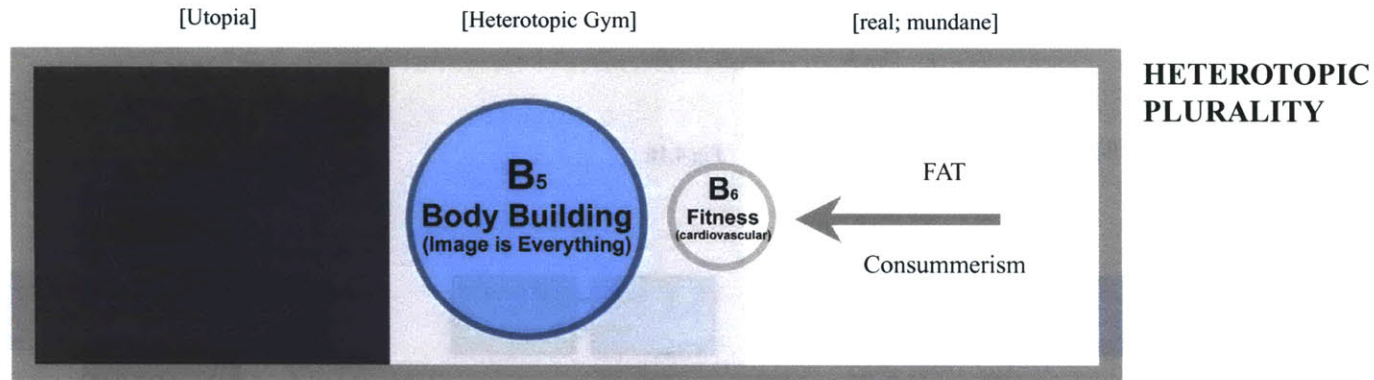 [Utopia]
[Heterotopic Gym]
[real; mundane]
HETEROTOPIC
PLURALITY
B5
Body Building
(Image is Everything)
B6
Fitness
(cardiovascular)
FAT
Consummerism